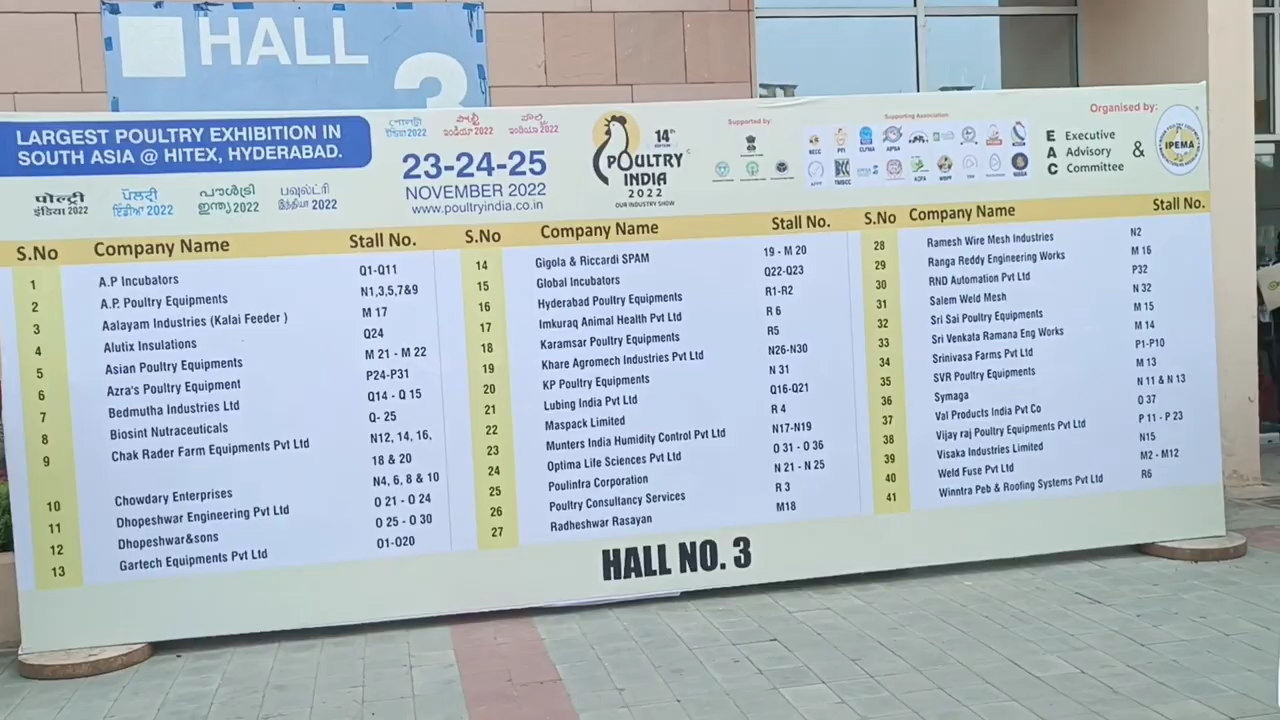 HALL
3
LARGEST POULTRY EXHIBITION IN
SOUTH ASIA @ HITEX, HYDERABAD.
23-24-25
NOVEMBER 2022
www.poultryindia.co.in
14th
EDITION
POULTRY
INDIA
2022
OUR INDUSTRY SHOW
Supported by:
Supporting Association
Organised by:
E Executive
A Advisory
C Committee
&
IPEMA
पोल्ट्री
इंडिया 2022
ਪੋਲਟਰੀ
ਇੰਡੀਆ 2022
பௌல்ட்ரி
இந்தியா 2022
S.No Company Name Stall No.
1 A.P Incubators Q1-Q11
2 A.P. Poultry Equipments N1,3,5,7&9
3 Aalayam Industries (Kalai Feeder ) M 17
4 Alutix Insulations Q24
5 Asian Poultry Equipments M 21 - M 22
6 Azra's Poultry Equipment P24-P31
7 Bedmutha Industries Ltd Q14 - Q 15
8 Biosint Nutraceuticals Q- 25
9 Chak Rader Farm Equipments Pvt Ltd N12, 14, 16,
18 & 20
10 Chowdary Enterprises N4, 6, 8 & 10
11 Dhopeshwar Engineering Pvt Ltd O 21 - O 24
12 Dhopeshwar&sons O 25 - O 30
13 Gartech Equipments Pvt Ltd O1-O20
S.No Company Name Stall No.
14 Gigola & Riccardi SPAM 19 - M 20
15 Global Incubators Q22-Q23
16 Hyderabad Poultry Equipments R1-R2
17 Imkuraq Animal Health Pvt Ltd R 6
18 Karamsar Poultry Equipments R5
19 Khare Agromech Industries Pvt Ltd N26-N30
20 KP Poultry Equipments N 31
21 Lubing India Pvt Ltd Q16-Q21
22 Maspack Limited R 4
23 Munters India Humidity Control Pvt Ltd N17-N19
24 Optima Life Sciences Pvt Ltd O 31 - O 36
25 Poulinfra Corporation N 21 - N 25
26 Poultry Consultancy Services R 3
27 Radheshwar Rasayan M18
S.No Company Name Stall No.
28 Ramesh Wire Mesh Industries N2
29 Ranga Reddy Engineering Works M 16
30 RND Automation Pvt Ltd P32
31 Salem Weld Mesh N 32
32 Sri Sai Poultry Equipments M 15
33 Sri Venkata Ramana Eng Works M 14
34 Srinivasa Farms Pvt Ltd P1-P10
35 SVR Poultry Equipments M 13
36 Symaga N 11 & N 13
37 Val Products India Pvt Co O 37
38 Vijay raj Poultry Equipments Pvt Ltd P 11 - P 23
39 Visaka Industries Limited N15
40 Weld Fuse Pvt Ltd M2 - M12
41 Winntra Peb & Roofing Systems Pvt Ltd R6
HALL NO. 3